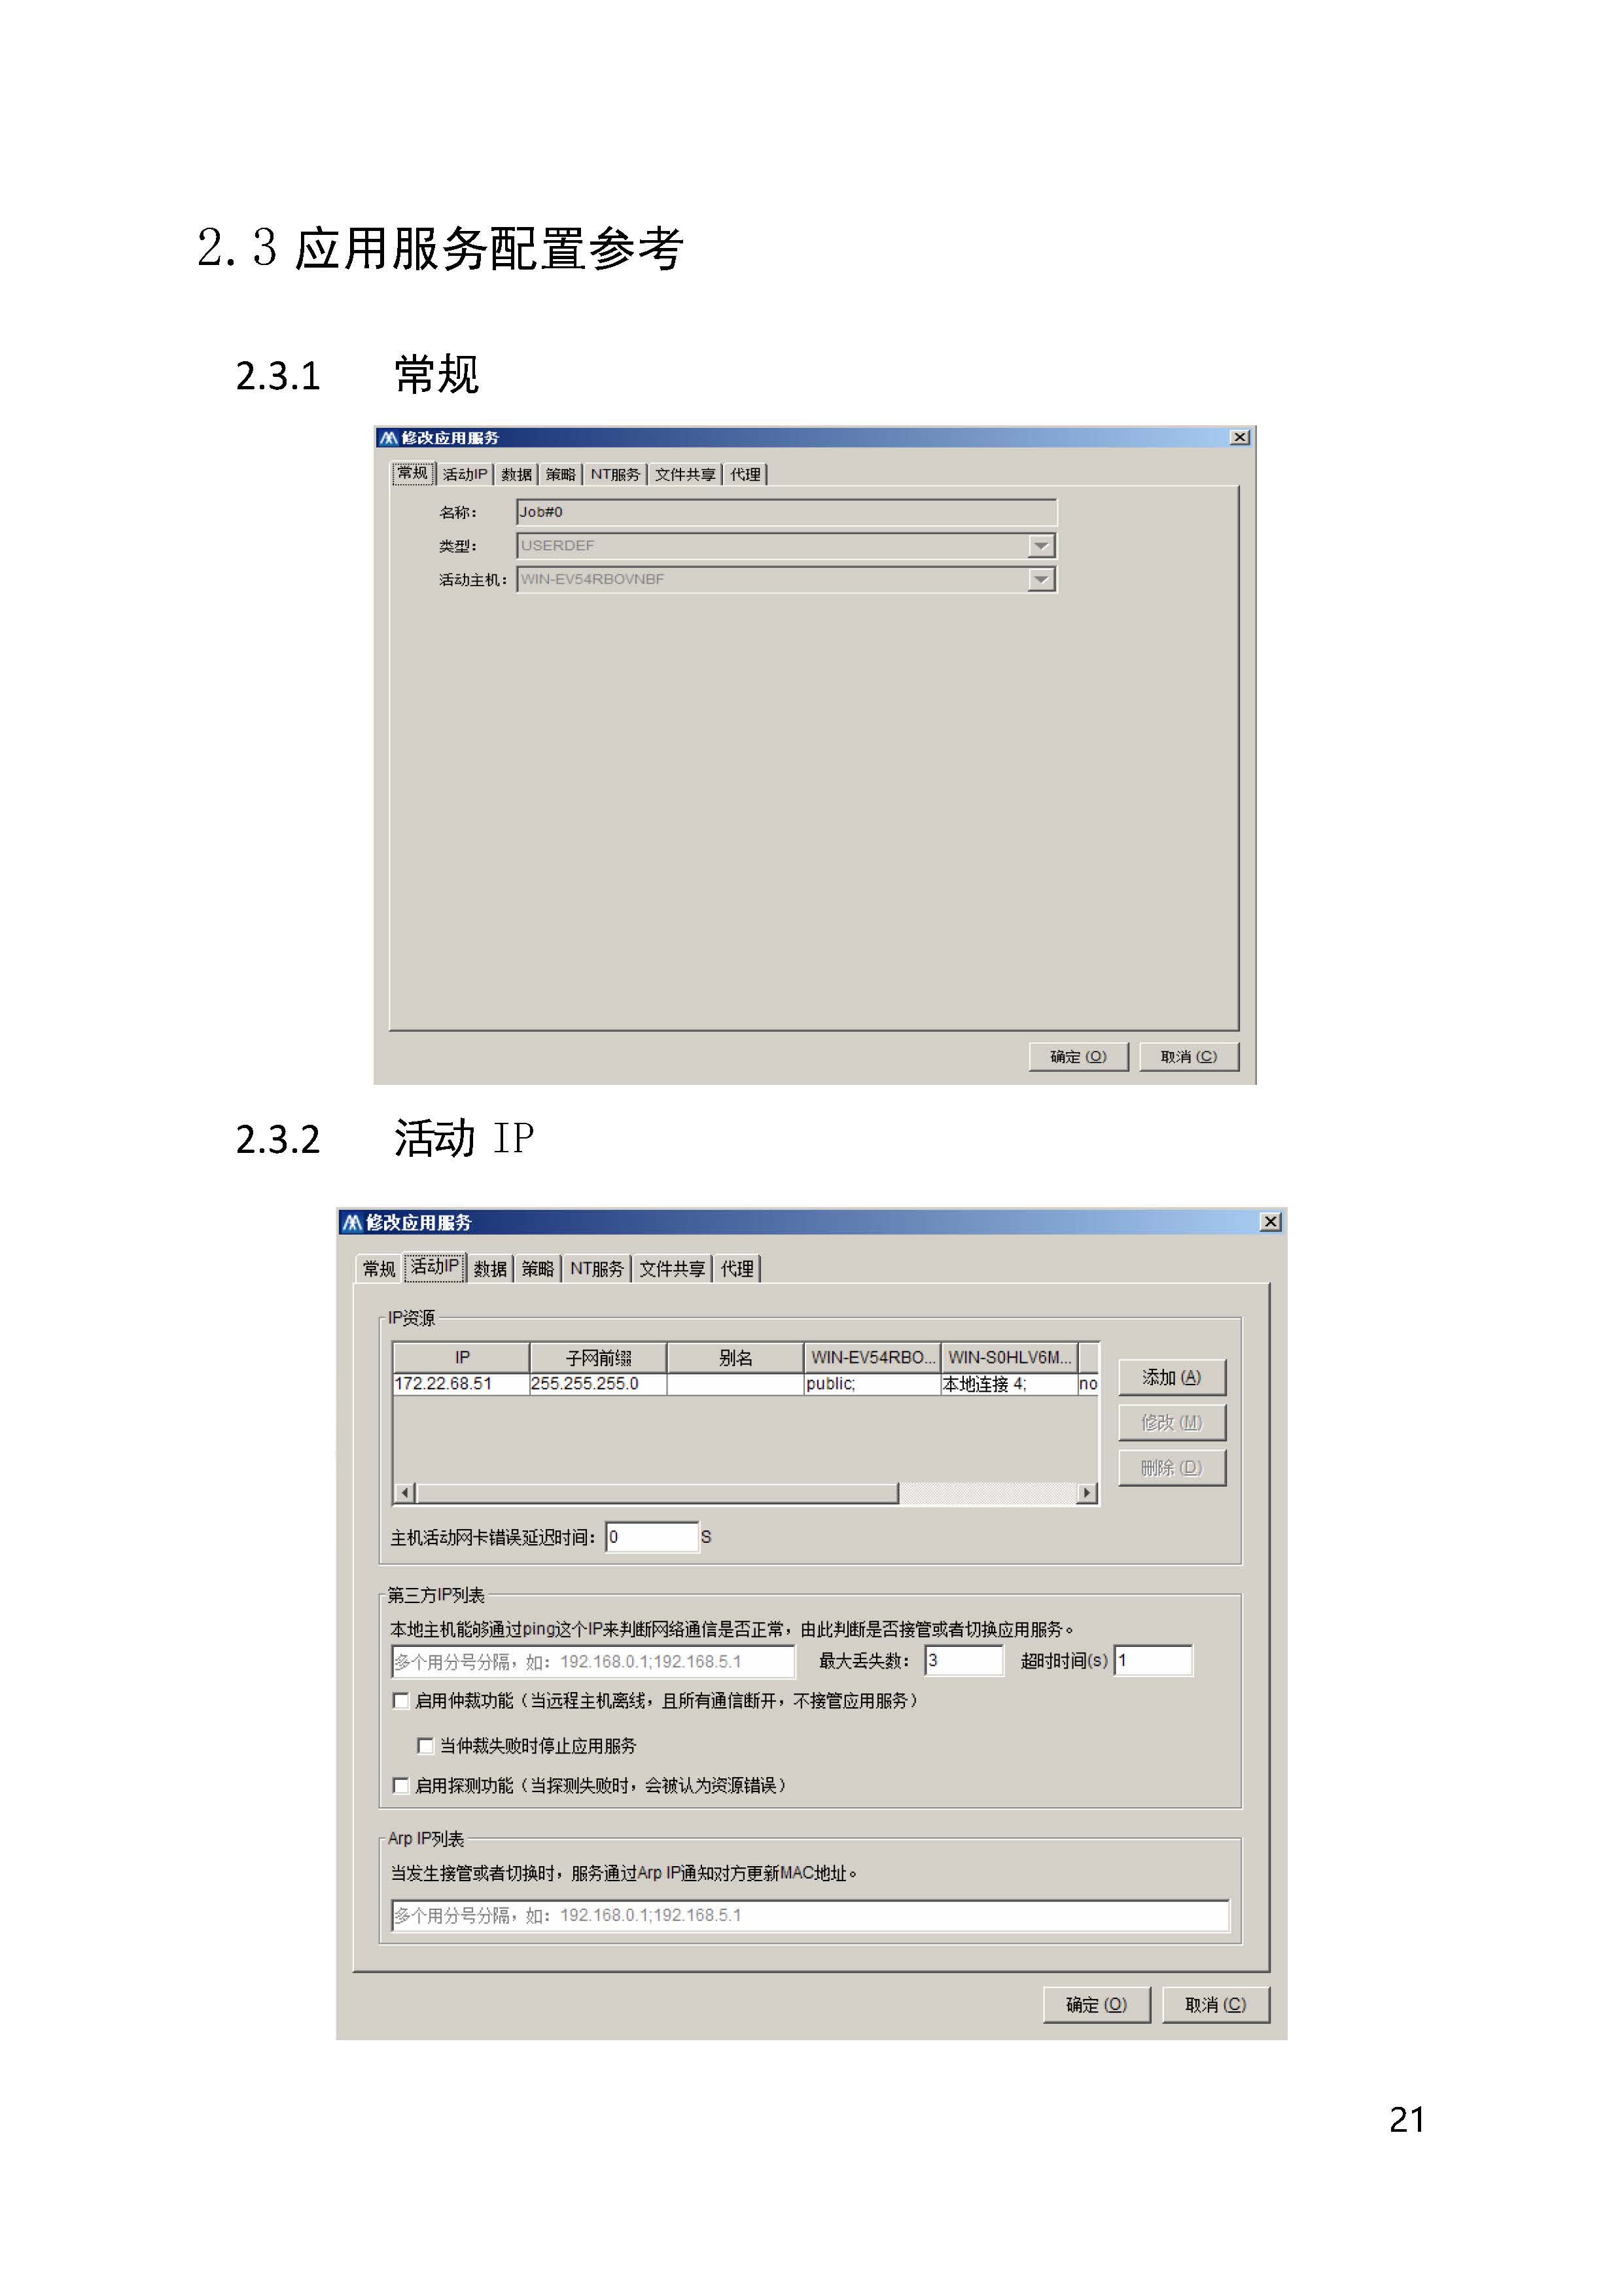 2.3 应用服务配置参考
2.3.1 常规
修改应用服务
常规 活动IP 数据 策略 NT服务 文件共享 代理
名称： Job#0
类型： USERDEF
活动主机： WIN-EV54RBOVNBF
确定(O) 取消(C)
2.3.2 活动 IP
修改应用服务
常规 活动IP 数据 策略 NT服务 文件共享 代理
IP资源
IP 子网前缀 别名 WIN-EV54RBO... WIN-S0HLV6M...
172.22.68.51 255.255.255.0 public; 本地连接 4; no
添加(A)
修改(M)
删除(D)
主机活动网卡错误延迟时间： 0 S
第三方IP列表
本地主机能够通过ping这个IP来判断网络通信是否正常，由此判断是否接管或者切换应用服务。
多个用分号分隔，如：192.168.0.1;192.168.5.1 最大丢失数： 3 超时时间(s) 1
启用仲裁功能（当远程主机离线，且所有通信断开，不接管应用服务）
当仲裁失败时停止应用服务
启用探测功能（当探测失败时，会被认为资源错误）
Arp IP列表
当发生接管或者切换时，服务通过Arp IP通知对方更新MAC地址。
多个用分号分隔，如：192.168.0.1;192.168.5.1
确定(O) 取消(C)
21